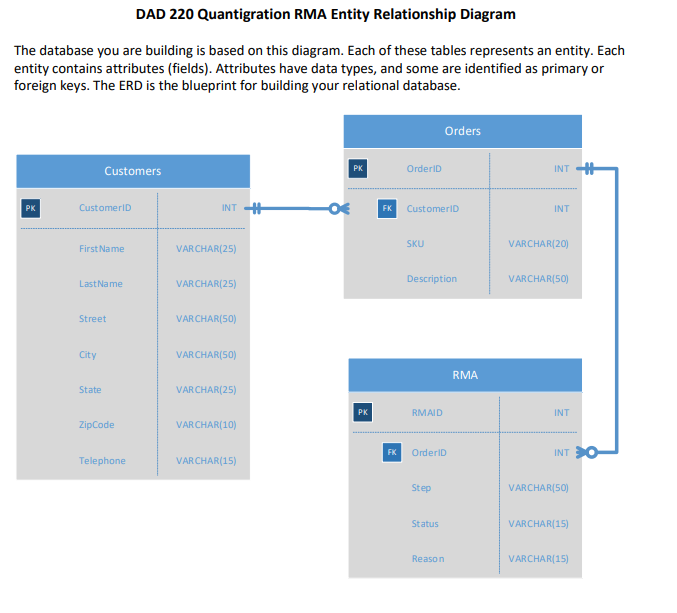 DAD 220 Quantigration RMA Entity Relationship Diagram
The database you are building is based on this diagram. Each of these tables represents an entity. Each
entity contains attributes (fields). Attributes have data types, and some are identified as primary or
foreign keys. The ERD is the blueprint for building your relational database.
Customers
PK CustomerID INT
FirstName VARCHAR(25)
LastName VARCHAR(25)
Street VARCHAR(50)
City VARCHAR(50)
State VARCHAR(25)
ZipCode VARCHAR(10)
Telephone VARCHAR(15)
Orders
PK OrderID INT
FK CustomerID INT
SKU VARCHAR(20)
Description VARCHAR(50)
RMA
PK RMAID INT
FK OrderID INT
Step VARCHAR(50)
Status VARCHAR(15)
Reason VARCHAR(15)